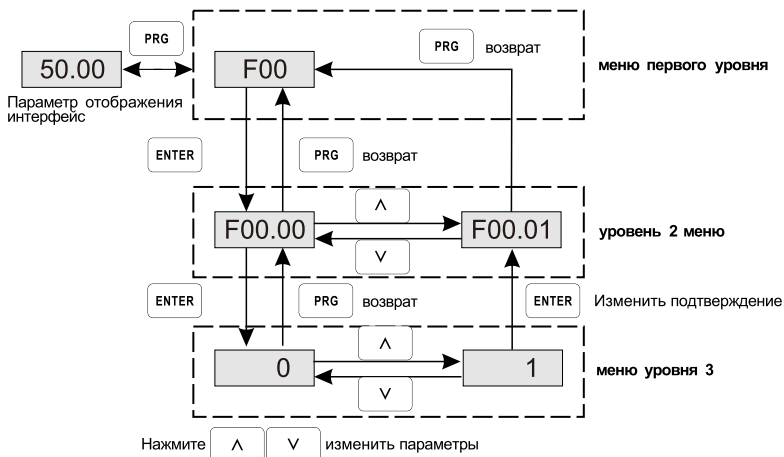 PRG
PRG возврат
50.00 F00 меню первого уровня
Параметр отображения
интерфейс
ENTER PRG возврат
∧
F00.00 F00.01 уровень 2 меню
∨
ENTER PRG возврат ENTER Изменить подтверждение
∧
0 1 меню уровня 3
∨
Нажмите ∧ ∨ изменить параметры